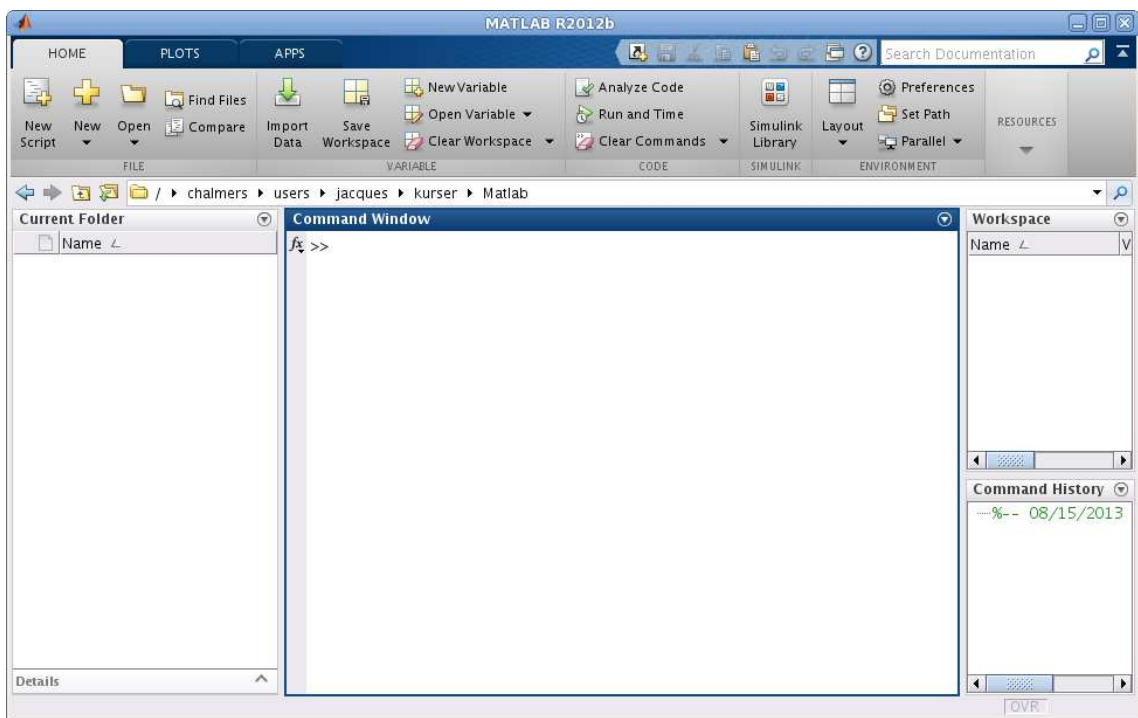 MATLAB R2012b
HOME PLOTS APPS Search Documentation
New Script New Open Find Files Compare
Import Data Save Workspace New Variable Open Variable Clear Workspace
Analyze Code Run and Time Clear Commands
Simulink Library Layout Preferences Set Path Parallel RESOURCES
FILE VARIABLE CODE SIMULINK ENVIRONMENT
/ chalmers users jacques kurser Matlab
Current Folder Command Window Workspace
Name fx >> Name V
Command History
%-- 08/15/2013
Details
OVR